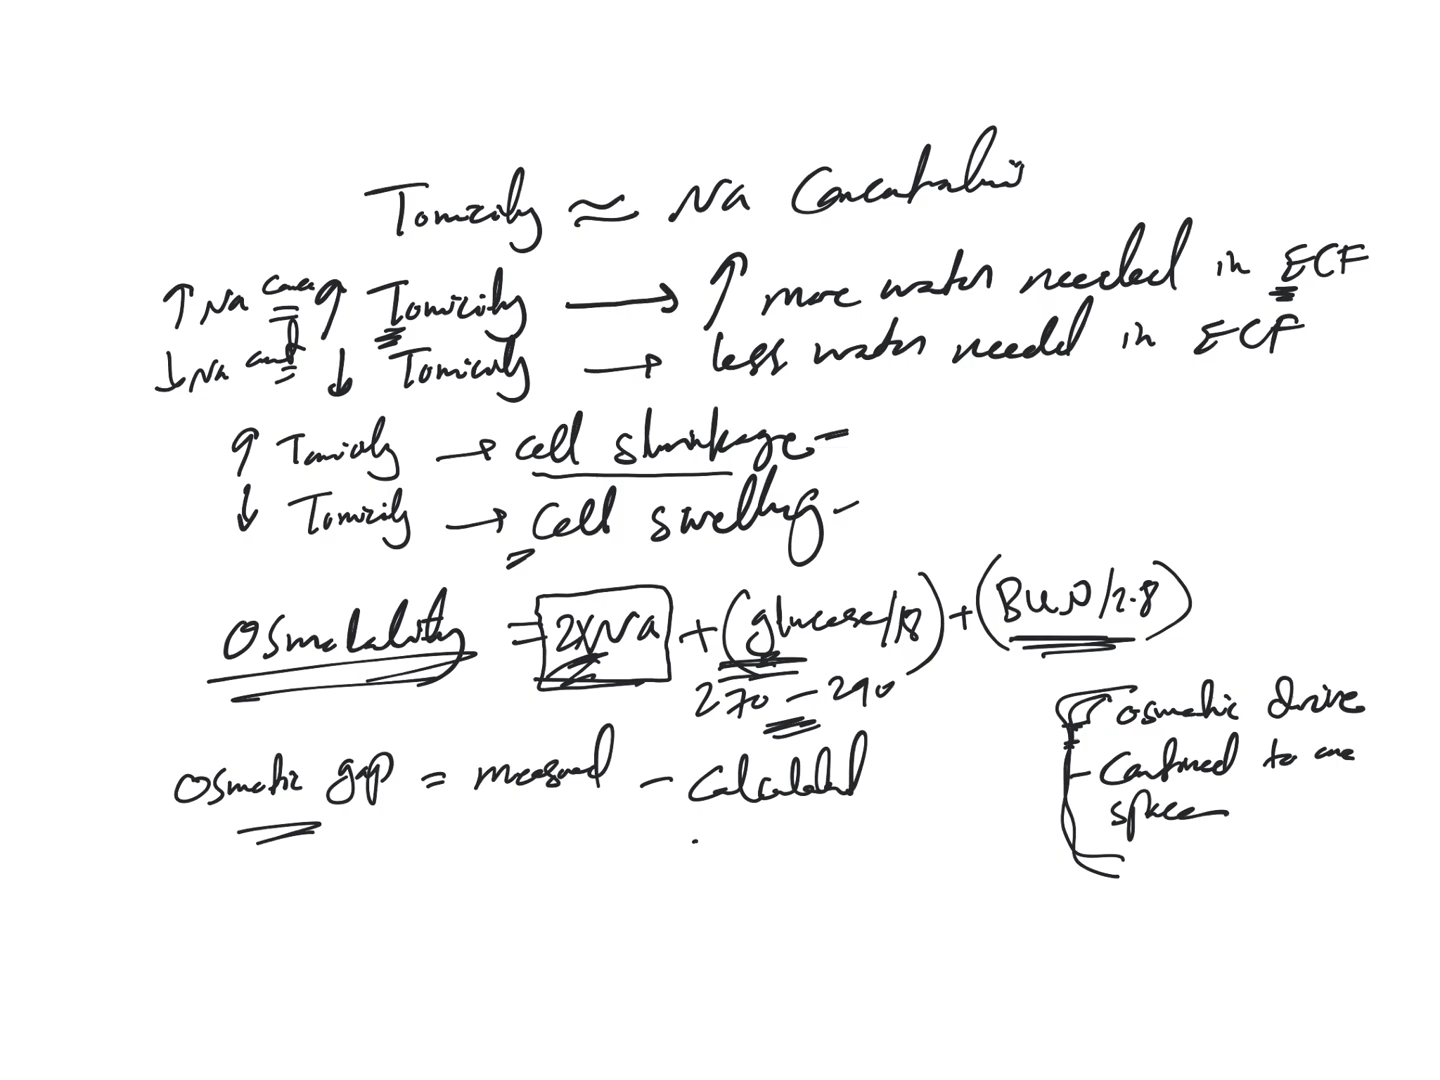 Tonicity ≈ Na Concentration
↑ Na conc = ↑ Tonicity → ↑ more water needed in ECF
↓ Na conc = ↓ Tonicity → less water needed in ECF
↑ Tonicity → cell shrinkage
↓ Tonicity → cell swelling
Osmolality = 2xNa + (glucose/18) + (BUN/2.8)
270 - 290
Osmotic gap = measured - Calculated
osmotic drive
- Confined to one
space